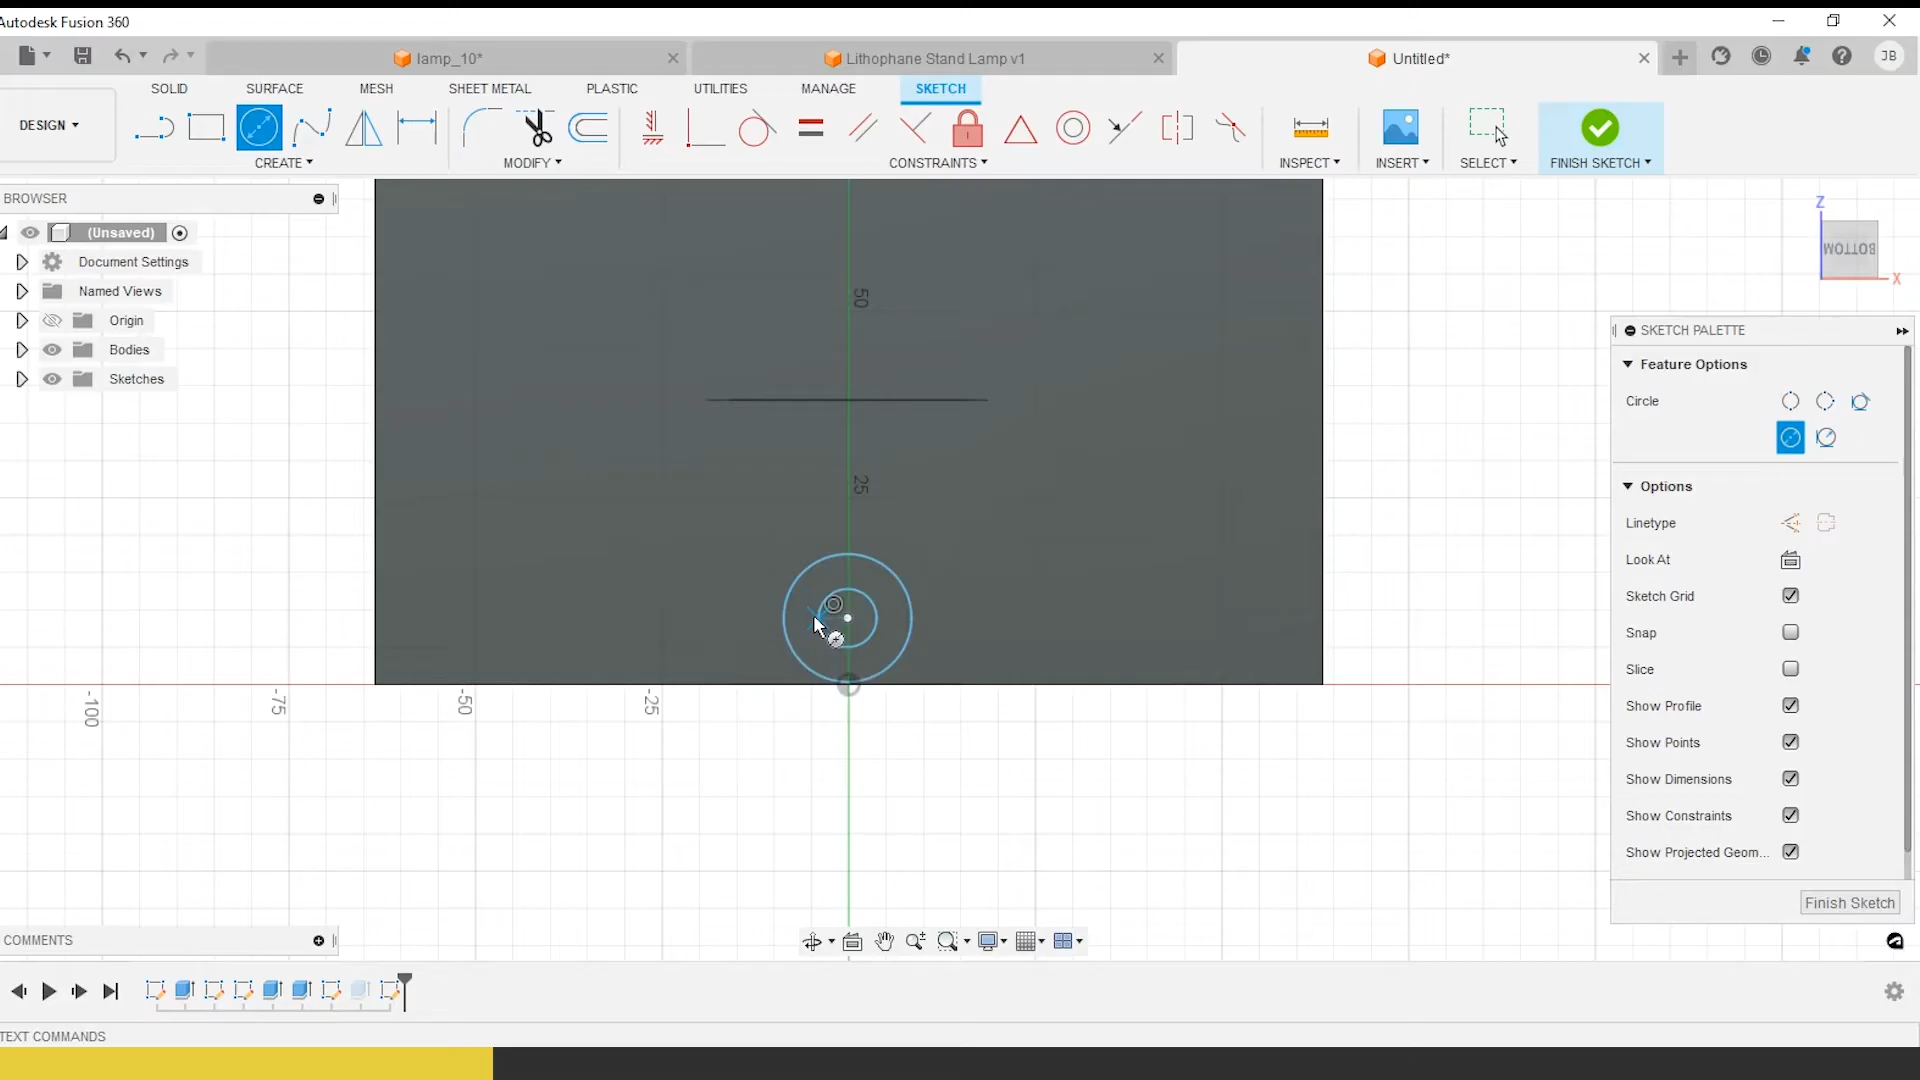 Autodesk Fusion 360
lamp_10*
Lithophane Stand Lamp v1
Untitled*
JB
SOLID
SURFACE
MESH
SHEET METAL
PLASTIC
UTILITIES
MANAGE
SKETCH
DESIGN
CREATE
MODIFY
CONSTRAINTS
INSPECT
INSERT
SELECT
FINISH SKETCH
BROWSER
(Unsaved)
Document Settings
Named Views
Origin
Bodies
Sketches
Z
BOTTOM
X
50
25
-100
-75
-50
-25
SKETCH PALETTE
Feature Options
Circle
Options
Linetype
Look At
Sketch Grid
Snap
Slice
Show Profile
Show Points
Show Dimensions
Show Constraints
Show Projected Geom...
Finish Sketch
COMMENTS
TEXT COMMANDS